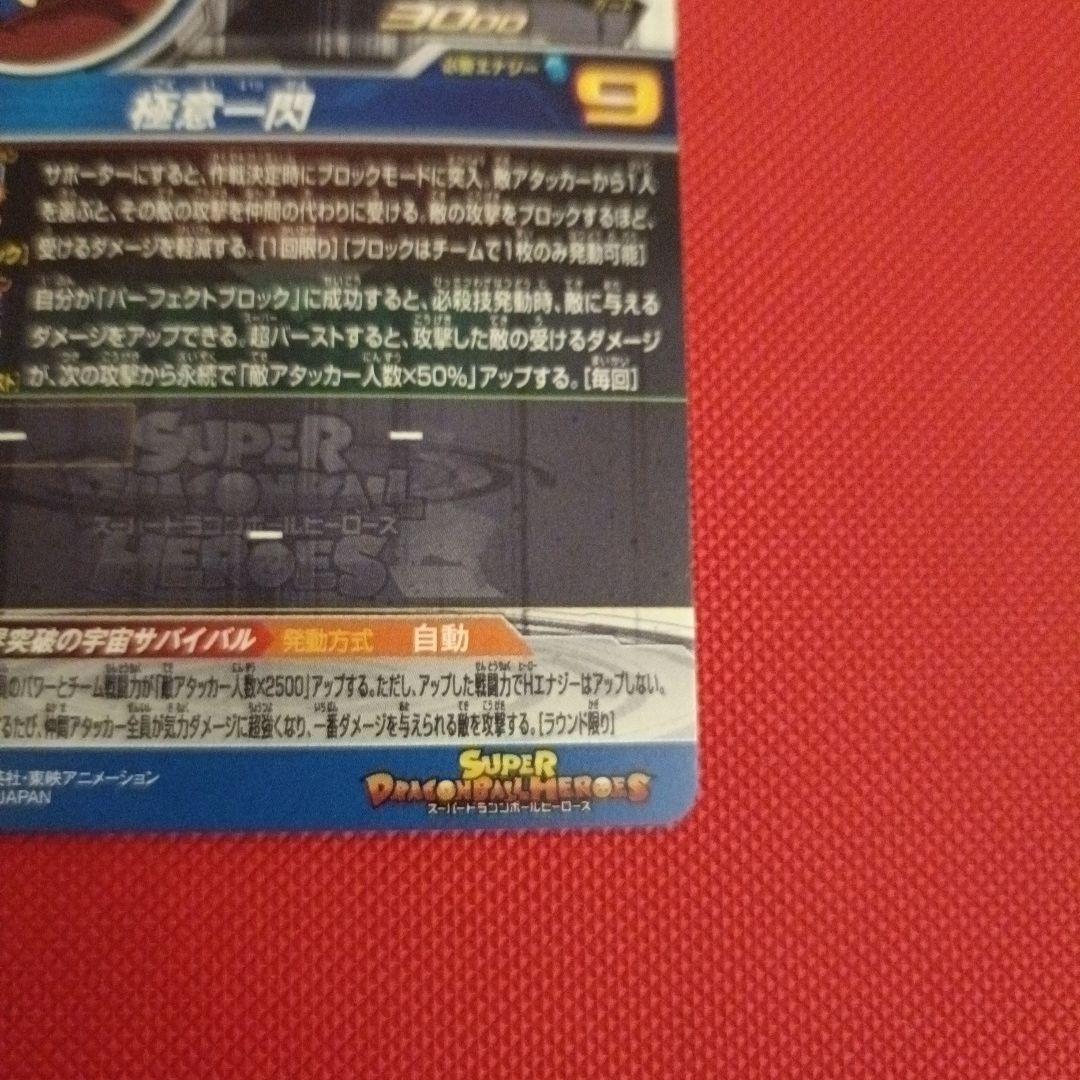 3000
必要エナジー 9
極意一閃
サポーターにすると、作戦決定時にブロックモードに突入。敵アタッカーから1人
を選ぶと、その敵の攻撃を仲間の代わりに受ける。敵の攻撃をブロックするほど、
受けるダメージを軽減する。[1回限り][ブロックはチームで1枚のみ発動可能]
自分が「パーフェクトブロック」に成功すると、必殺技発動時、敵に与える
ダメージをアップできる。超バーストすると、攻撃した敵の受けるダメージ
が、次の攻撃から永続で「敵アタッカー人数×50%」アップする。[毎回]
SUPER
DRAGONBALL
スーパードラゴンボールヒーローズ
HEROES
突破の宇宙サバイバル 発動方式 自動
のパワーとチーム戦闘力が「敵アタッカー人数×2500」アップする。ただし、アップした戦闘力でHエナジーはアップしない。
るたび、仲間アタッカー全員が気力ダメージに超強くなり、一番ダメージを与えられる敵を攻撃する。[ラウンド限り]
社・東映アニメーション
JAPAN
SUPER
DRAGONBALL HEROES
スーパードラゴンボールヒーローズ